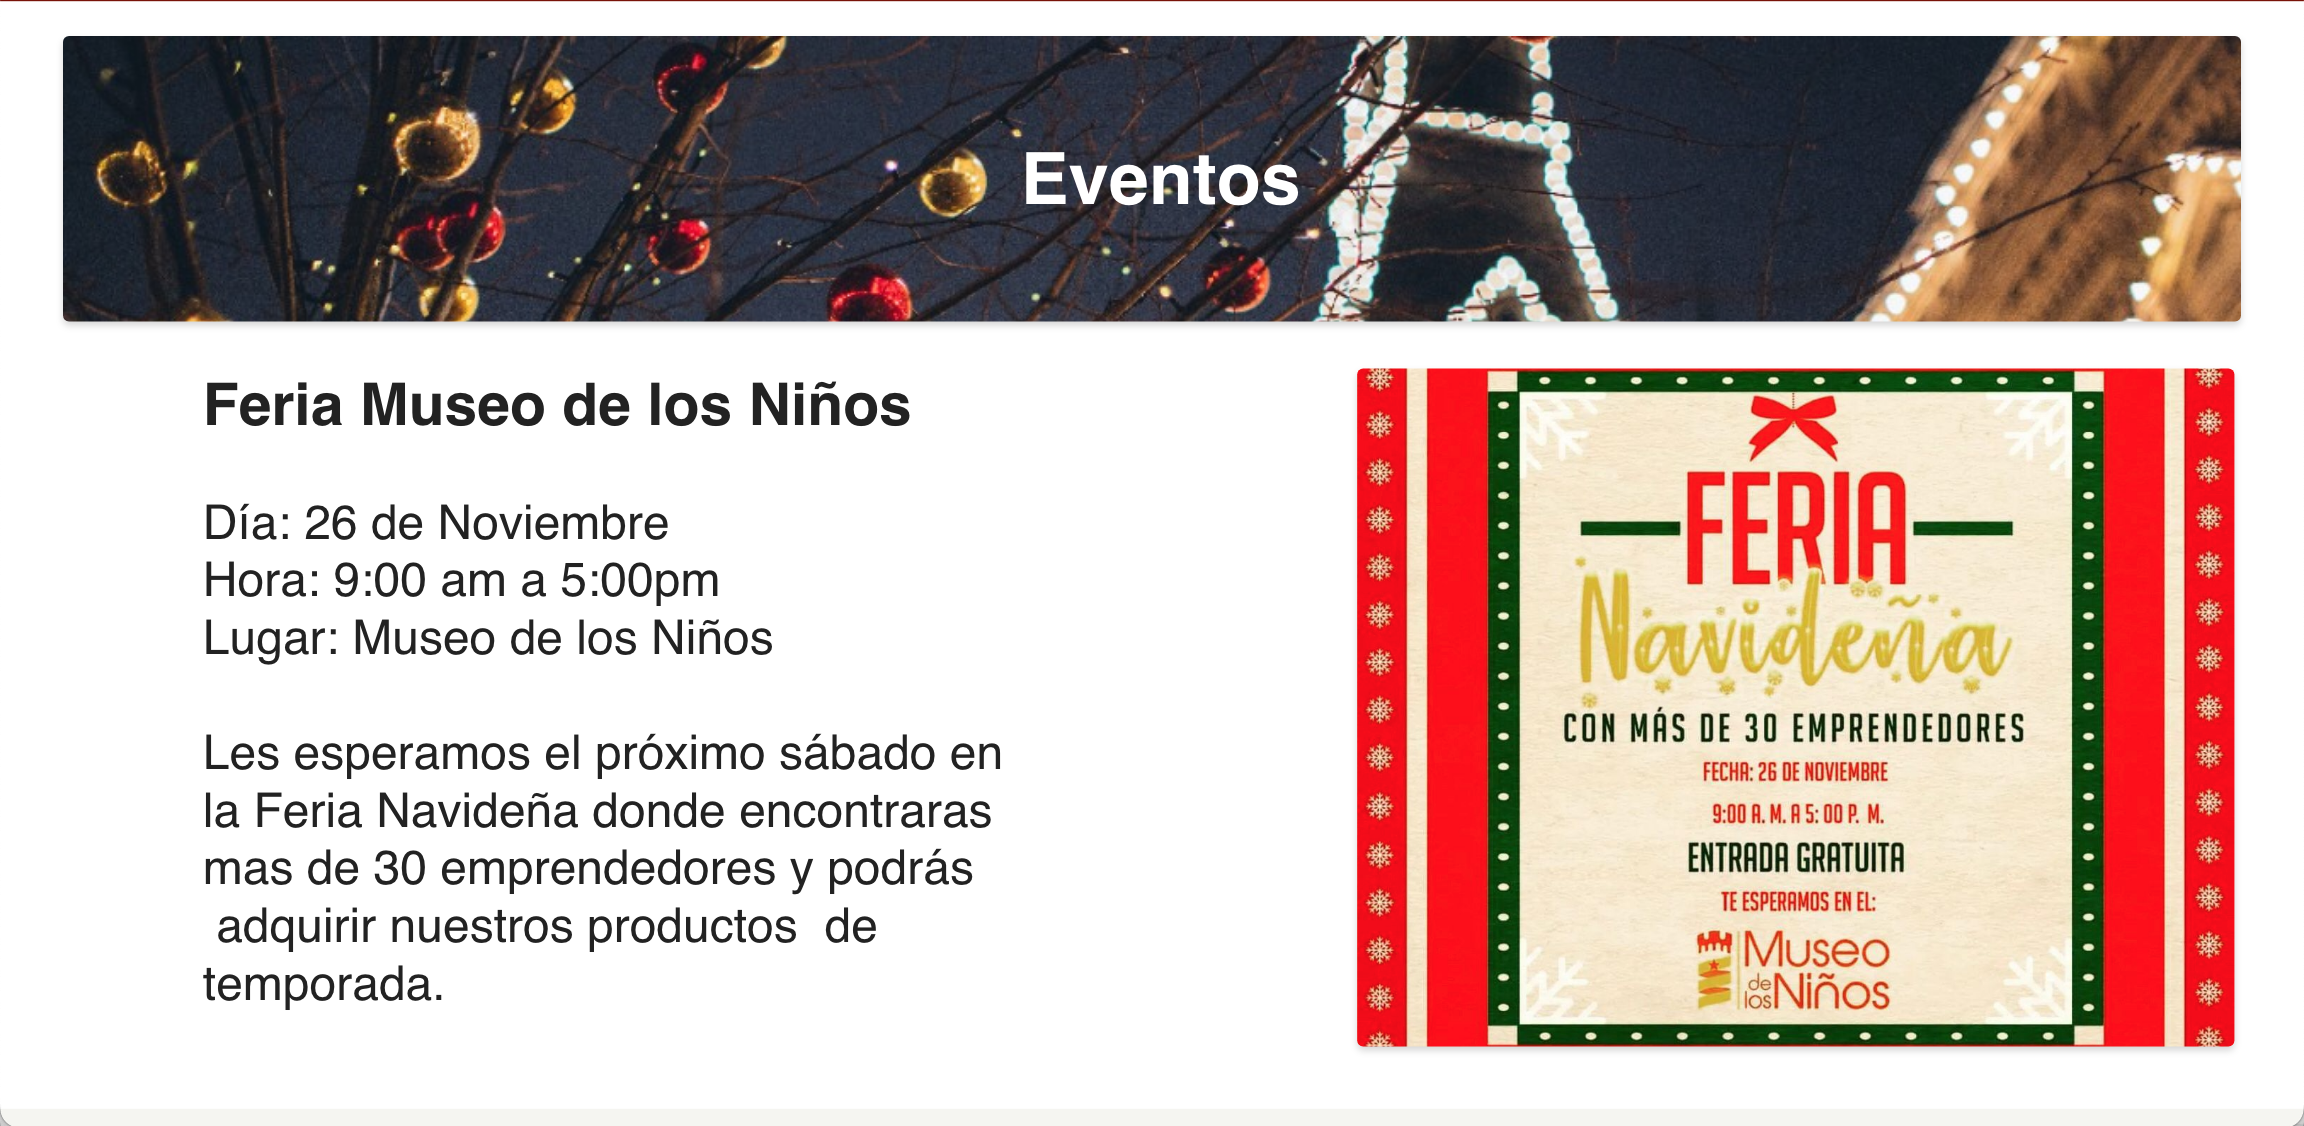 Eventos
Feria Museo de los Niños
Día: 26 de Noviembre
Hora: 9:00 am a 5:00pm
Lugar: Museo de los Niños
Les esperamos el próximo sábado en
la Feria Navideña donde encontraras
mas de 30 emprendedores y podrás
adquirir nuestros productos  de
temporada.
FERIA
Navideña
CON MÁS DE 30 EMPRENDEDORES
FECHA: 26 DE NOVIEMBRE
9:00 A. M. A 5: 00 P. M.
ENTRADA GRATUITA
TE ESPERAMOS EN EL:
Museo
de los Niños